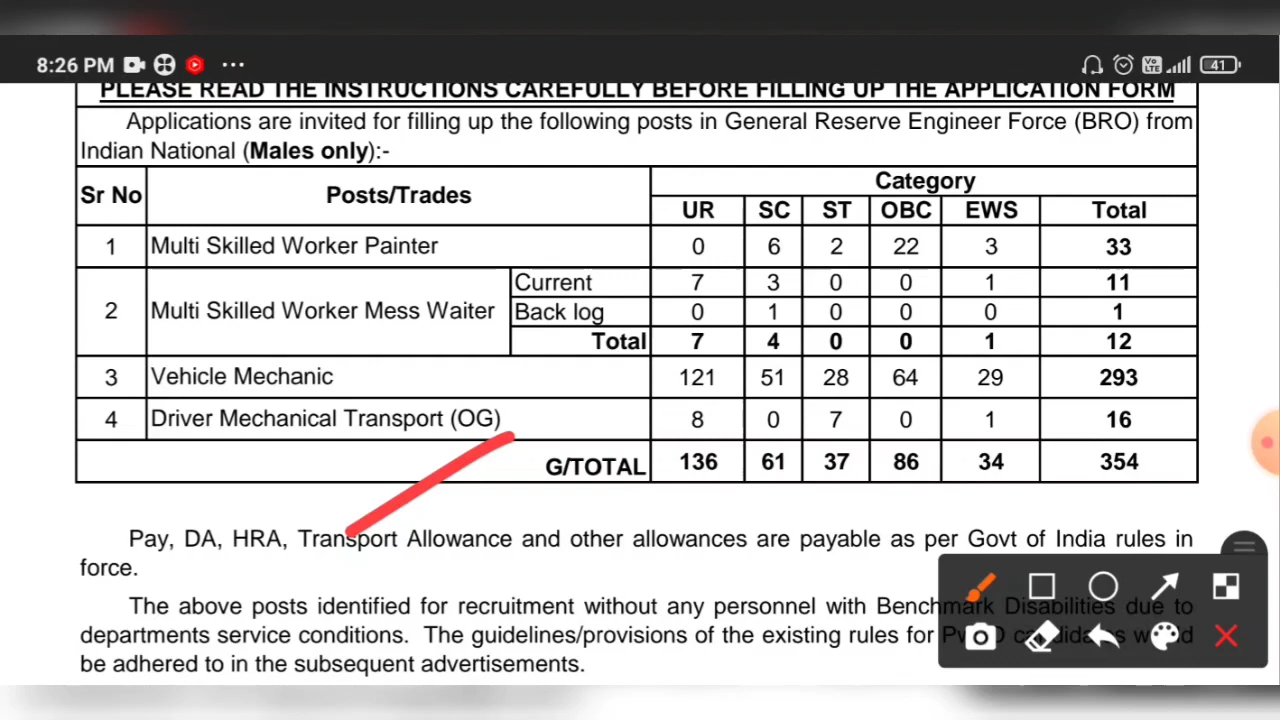 8:26 PM ... Vo LTE 41
PLEASE READ THE INSTRUCTIONS CAREFULLY BEFORE FILLING UP THE APPLICATION FORM
Applications are invited for filling up the following posts in General Reserve Engineer Force (BRO) from
Indian National (Males only):-
Sr No Posts/Trades Category
UR SC ST OBC EWS Total
1 Multi Skilled Worker Painter 0 6 2 22 3 33
2 Multi Skilled Worker Mess Waiter Current 7 3 0 0 1 11
Back log 0 1 0 0 0 1
Total 7 4 0 0 1 12
3 Vehicle Mechanic 121 51 28 64 29 293
4 Driver Mechanical Transport (OG) 8 0 7 0 1 16
G/TOTAL 136 61 37 86 34 354
Pay, DA, HRA, Transport Allowance and other allowances are payable as per Govt of India rules in
force.
The above posts identified for recruitment without any personnel with Benchmark Disabilities due to
departments service conditions. The guidelines/provisions of the existing rules for
be adhered to in the subsequent advertisements.